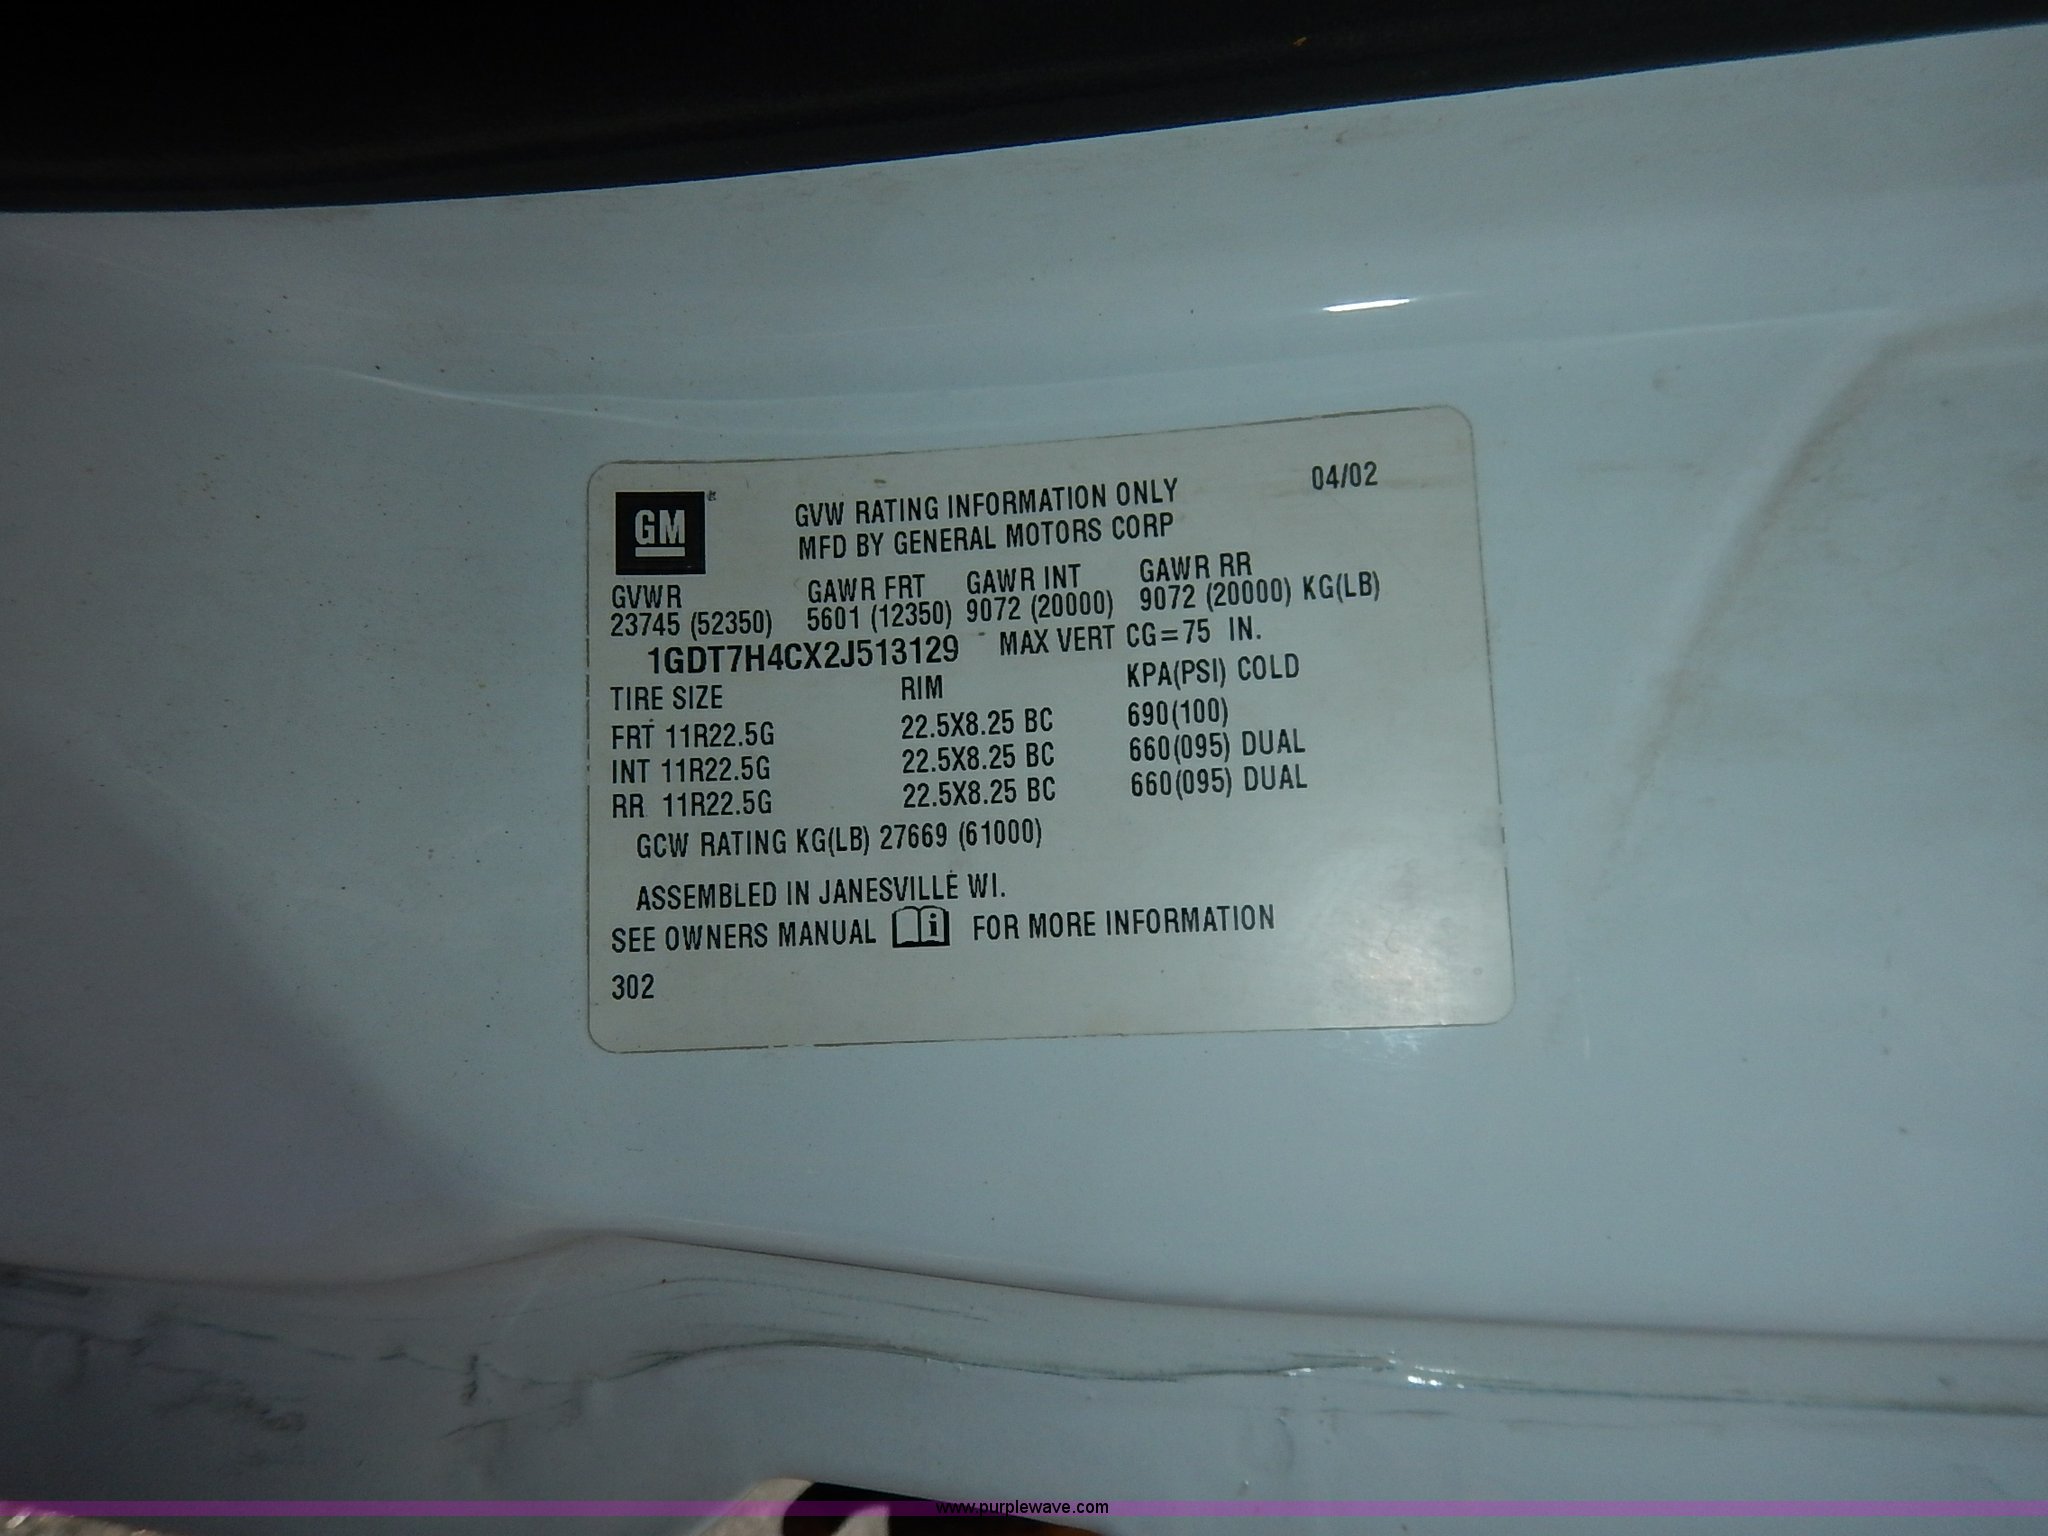 GM
GVW RATING INFORMATION ONLY 04/02
MFD BY GENERAL MOTORS CORP
GVWR GAWR FRT GAWR INT GAWR RR
23745 (52350) 5601 (12350) 9072 (20000) 9072 (20000) KG(LB)
1GDT7H4CX2J513129 MAX VERT CG=75 IN.
TIRE SIZE RIM KPA(PSI) COLD
FRT 11R22.5G 22.5X8.25 BC 690(100)
INT 11R22.5G 22.5X8.25 BC 660(095) DUAL
RR 11R22.5G 22.5X8.25 BC 660(095) DUAL
GCW RATING KG(LB) 27669 (61000)
ASSEMBLED IN JANESVILLE WI.
SEE OWNERS MANUAL i FOR MORE INFORMATION
302
www.purplewave.com